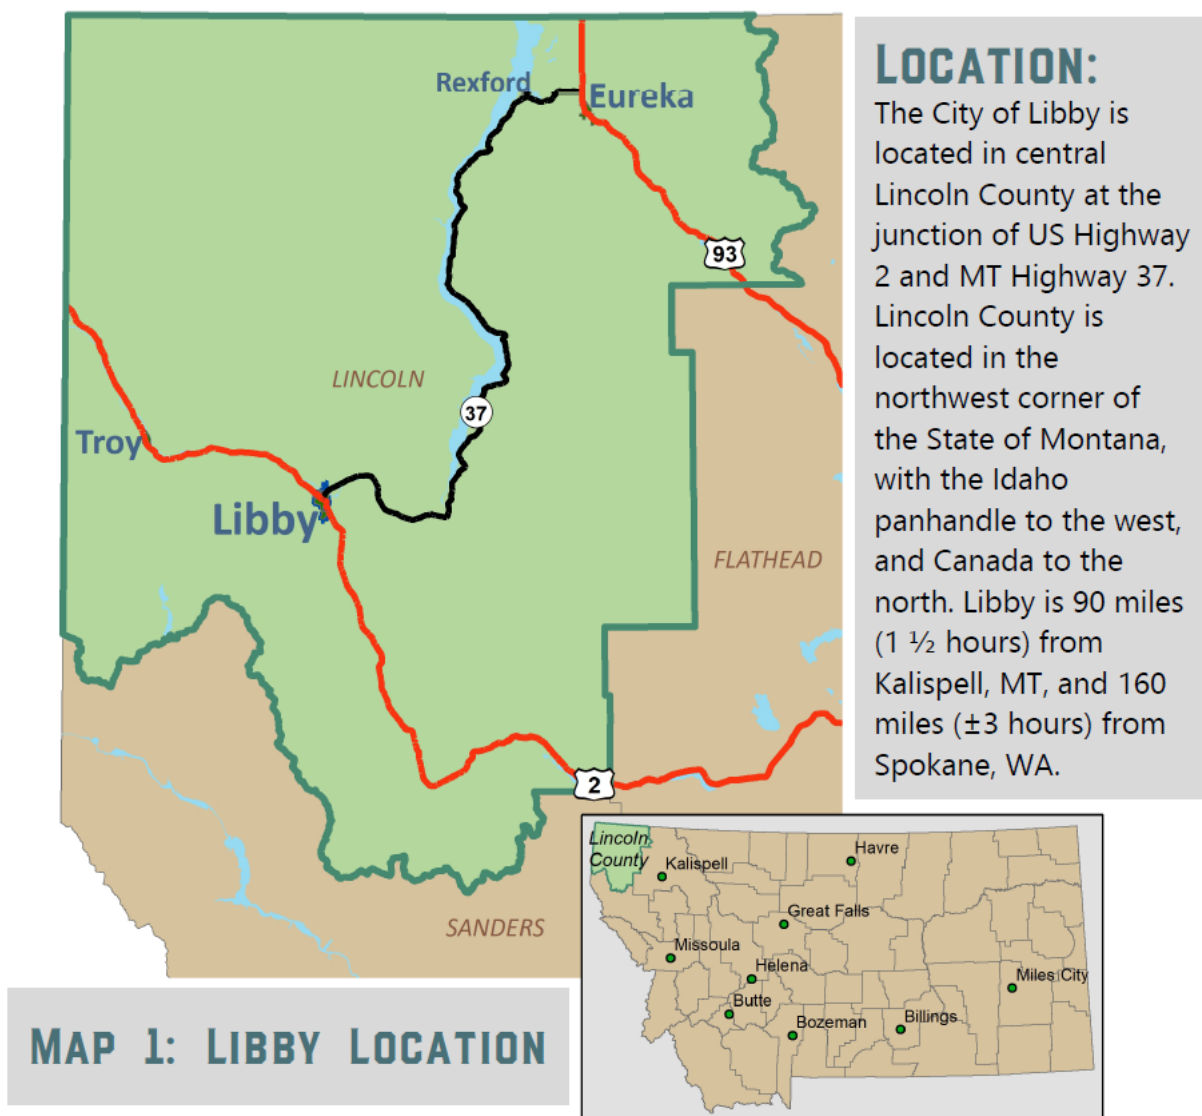 Rexford
Eureka
93
LINCOLN
37
Troy
Libby
FLATHEAD
2
SANDERS
LOCATION:
The City of Libby is
located in central
Lincoln County at the
junction of US Highway
2 and MT Highway 37.
Lincoln County is
located in the
northwest corner of
the State of Montana,
with the Idaho
panhandle to the west,
and Canada to the
north. Libby is 90 miles
(1 ½ hours) from
Kalispell, MT, and 160
miles (±3 hours) from
Spokane, WA.
Lincoln
County
Kalispell
Havre
Great Falls
Missoula
Helena
Miles City
Butte
Bozeman
Billings
MAP 1: LIBBY LOCATION